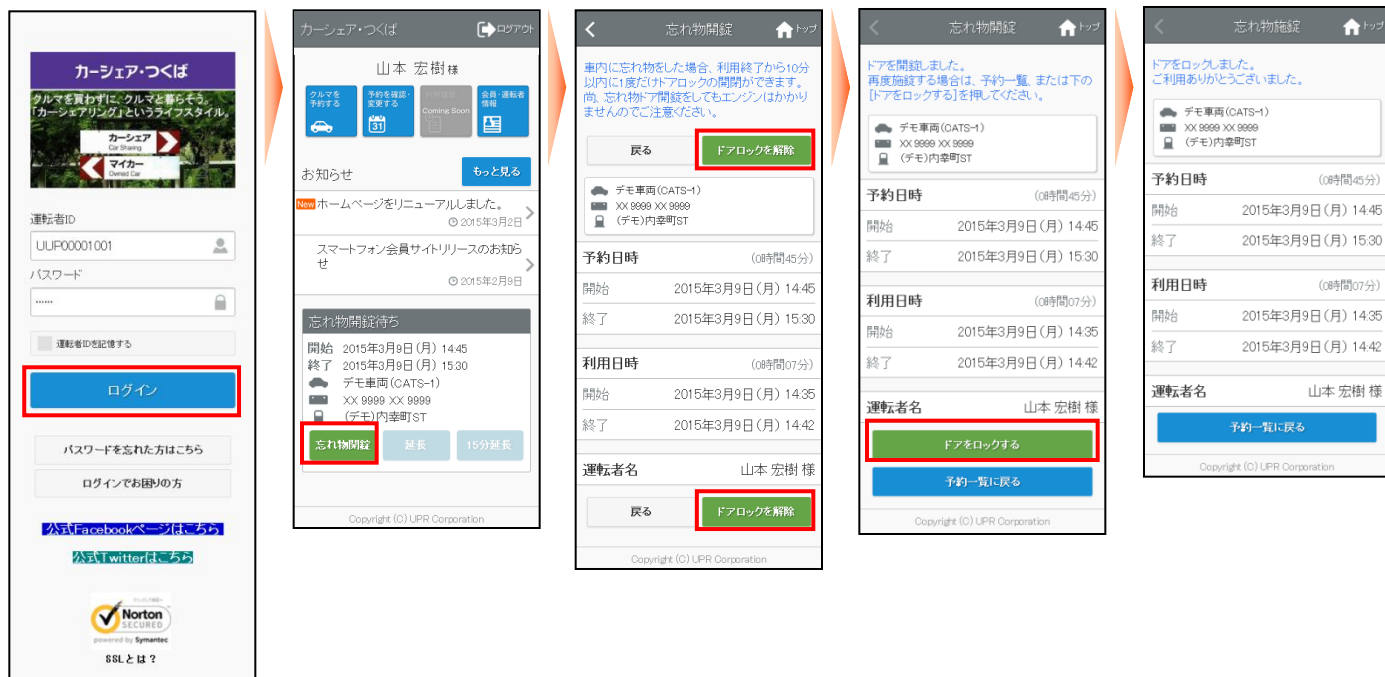 カーシェア・つくば
クルマを買わずに、クルマと暮らそう。
「カーシェアリング」というライフスタイル。
カーシェア
Car Sharing
マイカー
Owned Car
運転者ID
UUP00001001
パスワード
......
運転者IDを記憶する
ログイン
パスワードを忘れた方はこちら
ログインでお困りの方
公式Facebookページはこちら
公式Twitterはこちら
Norton
SECURED
powered by Symantec
SSLとは？
カーシェア・つくば
ログアウト
山本 宏樹 様
クルマを
予約する
予約を確認・
変更する
31
Coming Soon
会員・運転者
情報
お知らせ
もっと見る
New ホームページをリニューアルしました。
2015年3月2日
スマートフォン会員サイトリリースのお知ら
せ
2015年2月9日
忘れ物開錠待ち
開始 2015年3月9日(月) 14:45
終了 2015年3月9日(月) 15:30
デモ車両(CATS-1)
XX 9999 XX 9999
(デモ)内幸町ST
忘れ物開錠
延長
15分延長
Copyright (C) UPR Corporation
忘れ物開錠
トップ
車内に忘れ物をした場合、利用終了から10分
以内に1度だけドアロックの開閉ができます。
尚、忘れ物ドア開錠をしてもエンジンはかかり
ませんのでご注意ください。
戻る
ドアロックを解除
デモ車両(CATS-1)
XX 9999 XX 9999
(デモ)内幸町ST
予約日時 (0時間45分)
開始 2015年3月9日(月) 14:45
終了 2015年3月9日(月) 15:30
利用日時 (0時間07分)
開始 2015年3月9日(月) 14:35
終了 2015年3月9日(月) 14:42
運転者名 山本 宏樹 様
戻る
ドアロックを解除
Copyright (C) UPR Corporation
忘れ物開錠
トップ
ドアを開錠しました。
再度施錠する場合は、予約一覧、または下の
[ドアをロックする]を押してください。
デモ車両(CATS-1)
XX 9999 XX 9999
(デモ)内幸町ST
予約日時 (0時間45分)
開始 2015年3月9日(月) 14:45
終了 2015年3月9日(月) 15:30
利用日時 (0時間07分)
開始 2015年3月9日(月) 14:35
終了 2015年3月9日(月) 14:42
運転者名 山本 宏樹 様
ドアをロックする
予約一覧に戻る
Copyright (C) UPR Corporation
忘れ物施錠
トップ
ドアをロックしました。
ご利用ありがとうございました。
デモ車両(CATS-1)
XX 9999 XX 9999
(デモ)内幸町ST
予約日時 (0時間45分)
開始 2015年3月9日(月) 14:45
終了 2015年3月9日(月) 15:30
利用日時 (0時間07分)
開始 2015年3月9日(月) 14:35
終了 2015年3月9日(月) 14:42
運転者名 山本 宏樹 様
予約一覧に戻る
Copyright (C) UPR Corporation